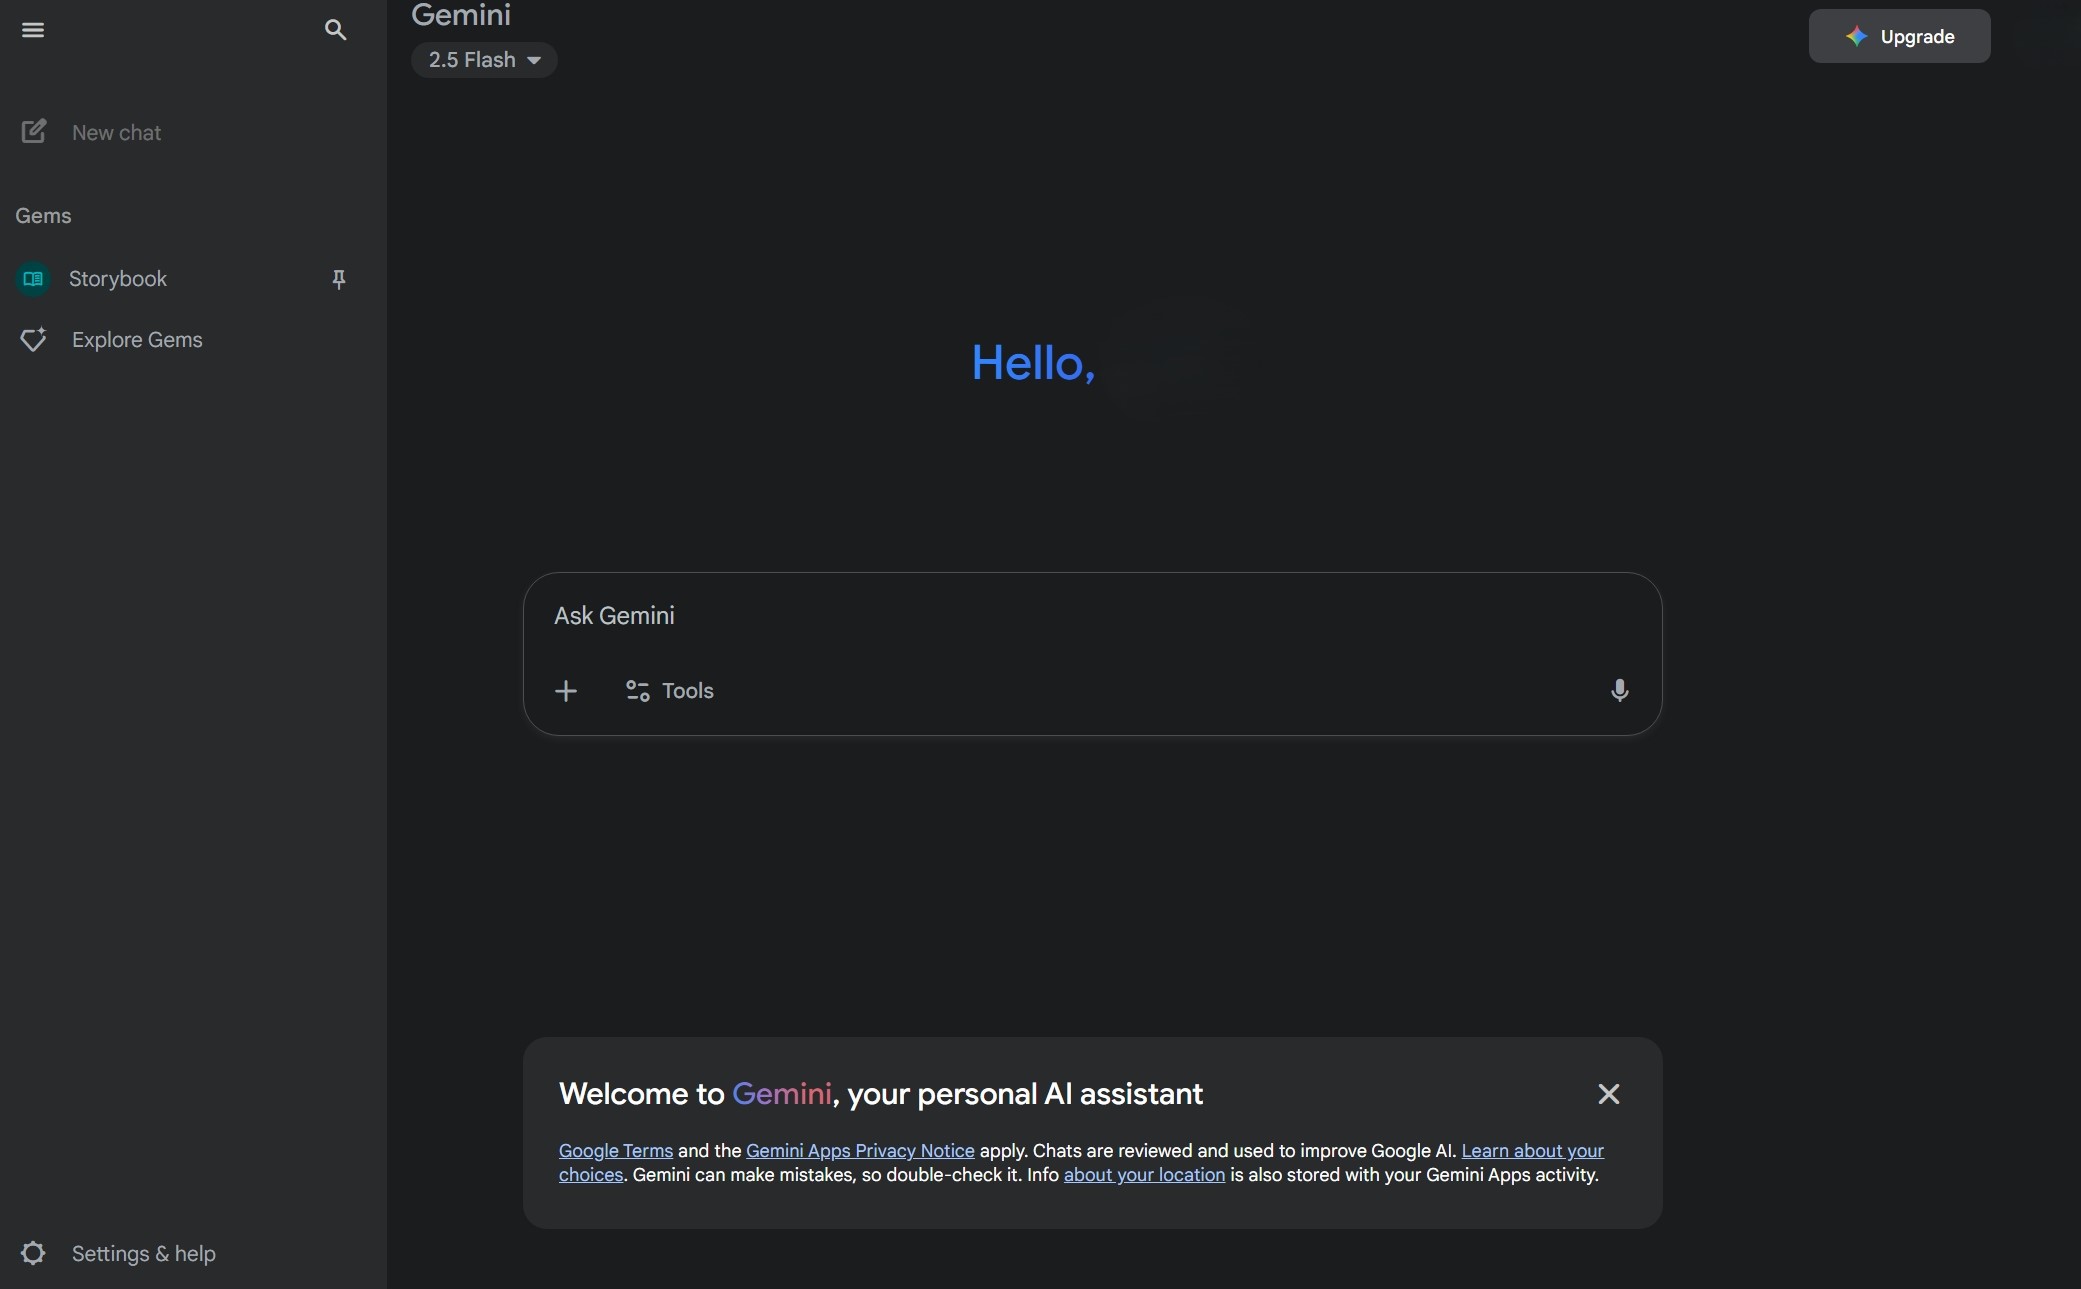 Gemini
2.5 Flash
Upgrade
New chat
Gems
Storybook
Explore Gems
Settings & help
Hello,
Ask Gemini
Tools
Welcome to Gemini, your personal AI assistant
Google Terms and the Gemini Apps Privacy Notice apply. Chats are reviewed and used to improve Google AI. Learn about your
choices. Gemini can make mistakes, so double-check it. Info about your location is also stored with your Gemini Apps activity.